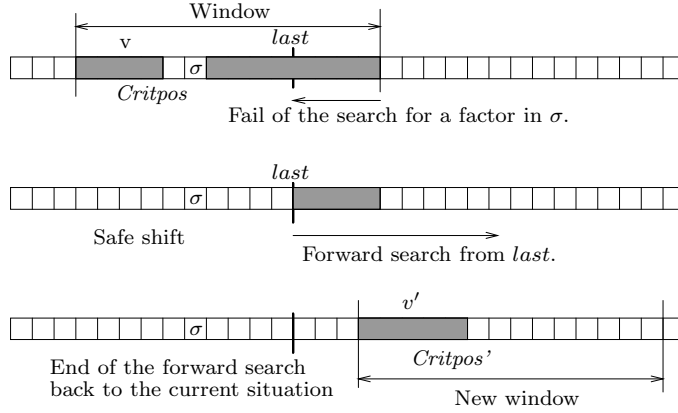 Window
v
last
σ
Critpos
Fail of the search for a factor in σ.
last
σ
Safe shift
Forward search from last.
v′
σ
Critpos’
End of the forward search
back to the current situation
New window